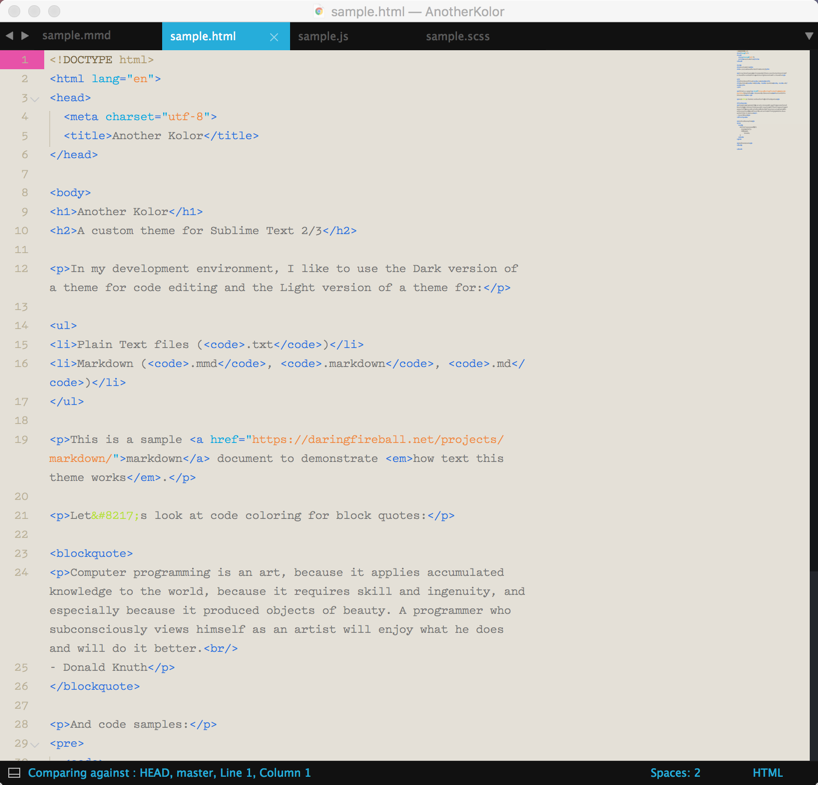 sample.html — AnotherKolor
sample.mmd sample.html sample.js sample.scss
1 <!DOCTYPE html>
2 <html lang="en">
3 <head>
4 <meta charset="utf-8">
5 <title>Another Kolor</title>
6 </head>
7
8 <body>
9 <h1>Another Kolor</h1>
10 <h2>A custom theme for Sublime Text 2/3</h2>
11
12 <p>In my development environment, I like to use the Dark version of
a theme for code editing and the Light version of a theme for:</p>
13
14 <ul>
15 <li>Plain Text files (<code>.txt</code>)</li>
16 <li>Markdown (<code>.mmd</code>, <code>.markdown</code>, <code>.md</
code>)</li>
17 </ul>
18
19 <p>This is a sample <a href="https://daringfireball.net/projects/
markdown/">markdown</a> document to demonstrate <em>how text this
theme works</em>.</p>
20
21 <p>Let&#8217;s look at code coloring for block quotes:</p>
22
23 <blockquote>
24 <p>Computer programming is an art, because it applies accumulated
knowledge to the world, because it requires skill and ingenuity, and
especially because it produced objects of beauty. A programmer who
subconsciously views himself as an artist will enjoy what he does
and will do it better.<br/>
25 - Donald Knuth</p>
26 </blockquote>
27
28 <p>And code samples:</p>
29 <pre>
Comparing against : HEAD, master, Line 1, Column 1 Spaces: 2 HTML